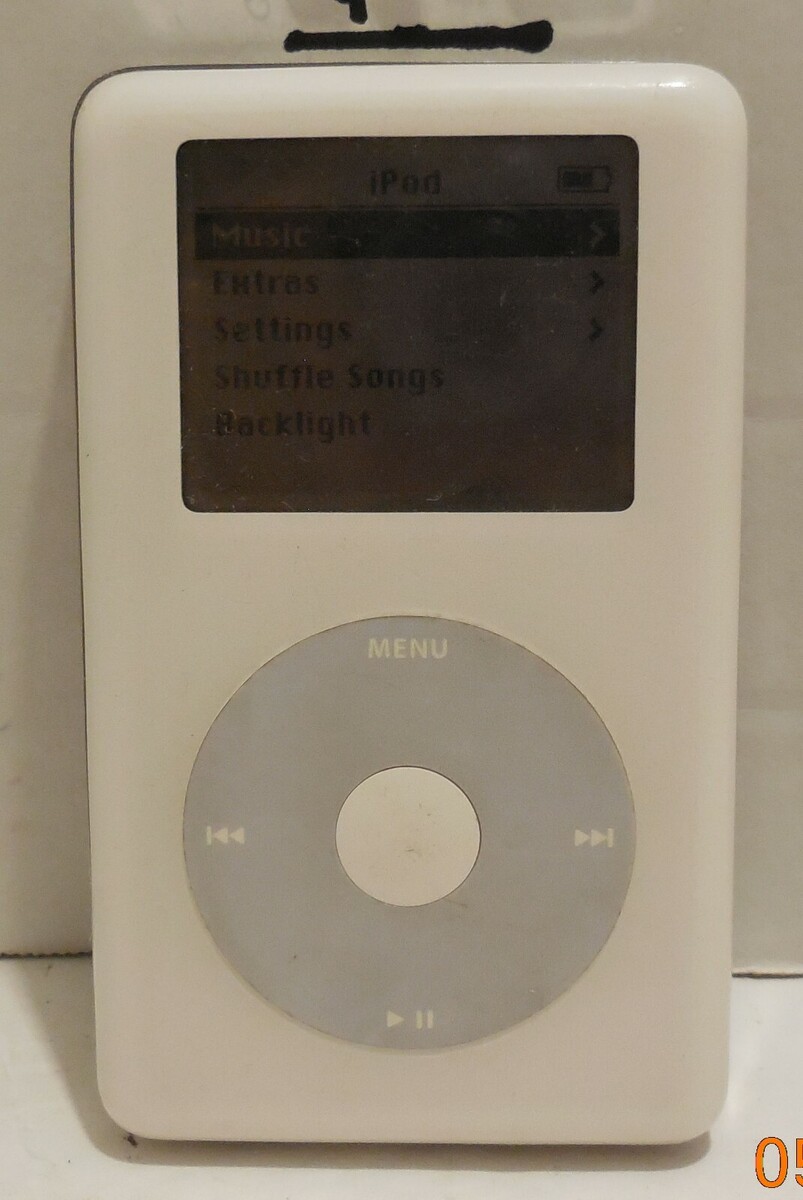 iPod
Music
Extras
Settings
Shuffle Songs
Backlight
MENU
05